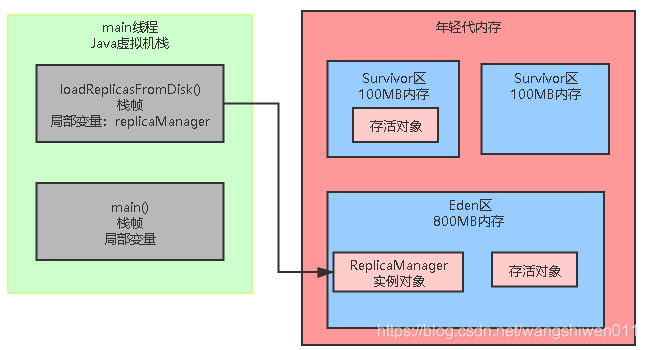 main线程
Java虚拟机栈
loadReplicasFromDisk()
栈帧
局部变量：replicaManager
main()
栈帧
局部变量
年轻代内存
Survivor区
100MB内存
存活对象
Survivor区
100MB内存
Eden区
800MB内存
ReplicaManager
实例对象
存活对象
https://blog.csdn.net/wangshiwen011